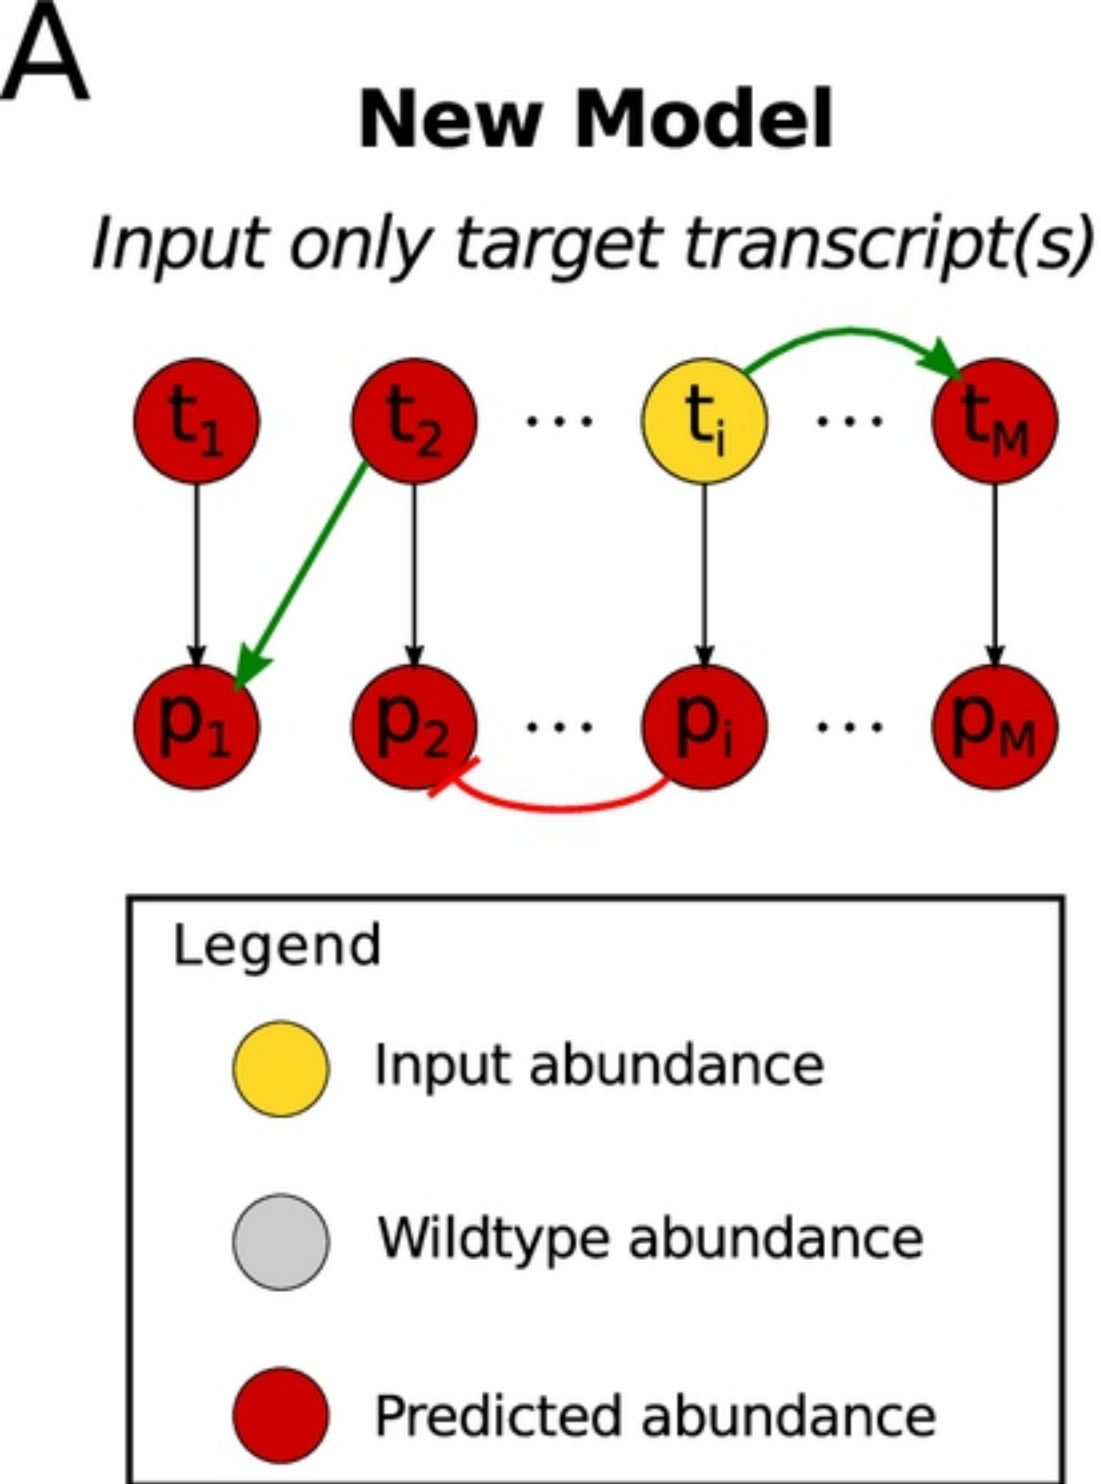 A
New Model
Input only target transcript(s)
t1 t2 ... ti ... tM
p1 p2 ... pi ... pM
Legend
Input abundance
Wildtype abundance
Predicted abundance